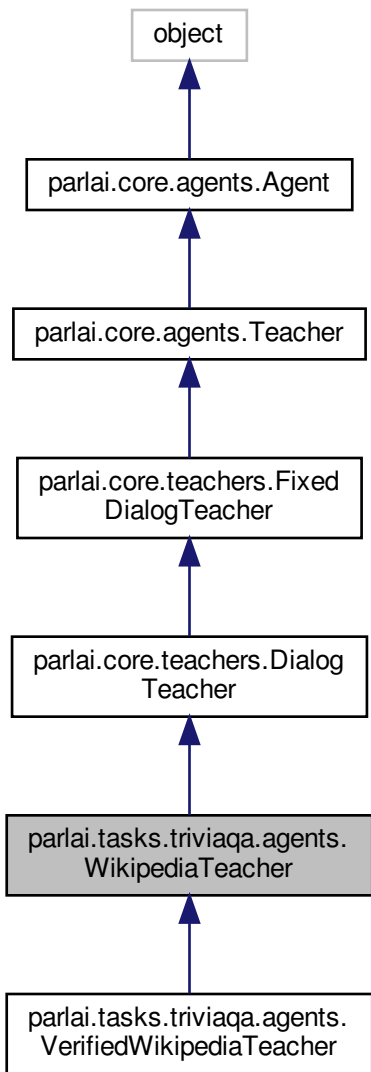 object
parlai.core.agents.Agent
parlai.core.agents.Teacher
parlai.core.teachers.Fixed
DialogTeacher
parlai.core.teachers.Dialog
Teacher
parlai.tasks.triviaqa.agents.
WikipediaTeacher
parlai.tasks.triviaqa.agents.
VerifiedWikipediaTeacher